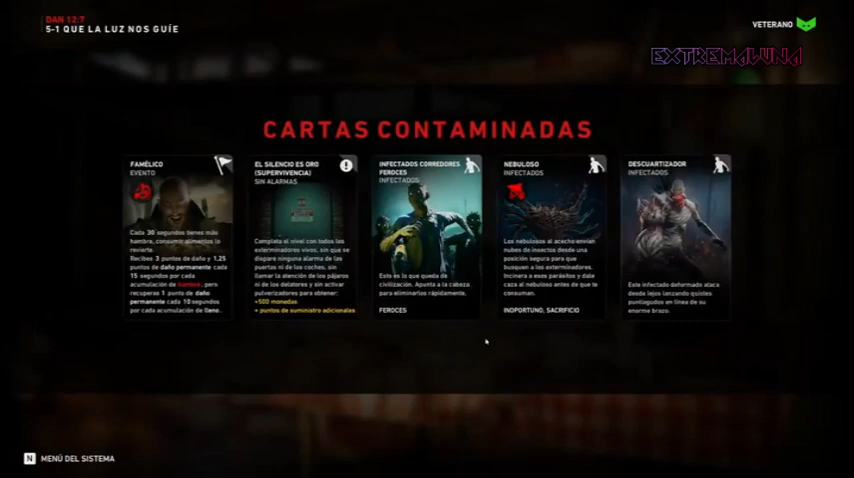 DAN 12:7
5-1 QUE LA LUZ NOS GUÍE
VETERANO
EXTREMALUNA
CARTAS CONTAMINADAS
FAMÉLICO
EVENTO
Cada 30 segundos tienes más
hambre, consumir alimentos lo
revierte.
Recibes 3 puntos de daño y 1,25
puntos de daño permanente cada
15 segundos por cada
acumulación de hambre, pero
recuperas 1 punto de daño
permanente cada 10 segundos
por cada acumulación de lleno.
EL SILENCIO ES ORO
(SUPERVIVENCIA)
SIN ALARMAS
Completa el nivel con todos los
exterminadores vivos, sin que se
dispare ninguna alarma de las
puertas ni de los coches, sin
llamar la atención de los pájaros
ni de los delatores y sin activar
pulverizadores para obtener:
+500 monedas
+ puntos de suministro adicionales
INFECTADOS CORREDORES
FEROCES
INFECTADOS
Esto es lo que queda de
civilización. Apunta a la cabeza
para eliminarlos rápidamente.
FEROCES
NEBULOSO
INFECTADOS
Los nebulosos al acecho envían
nubes de insectos desde una
posición segura para que
busquen a los exterminadores.
Incinera a esos parásitos y dale
caza al nebuloso antes de que te
consuman.
INOPORTUNO, SACRIFICIO
DESCUARTIZADOR
INFECTADOS
Este infectado deformado ataca
desde lejos lanzando quistes
puntiagudos en línea de su
enorme brazo.
N MENÚ DEL SISTEMA